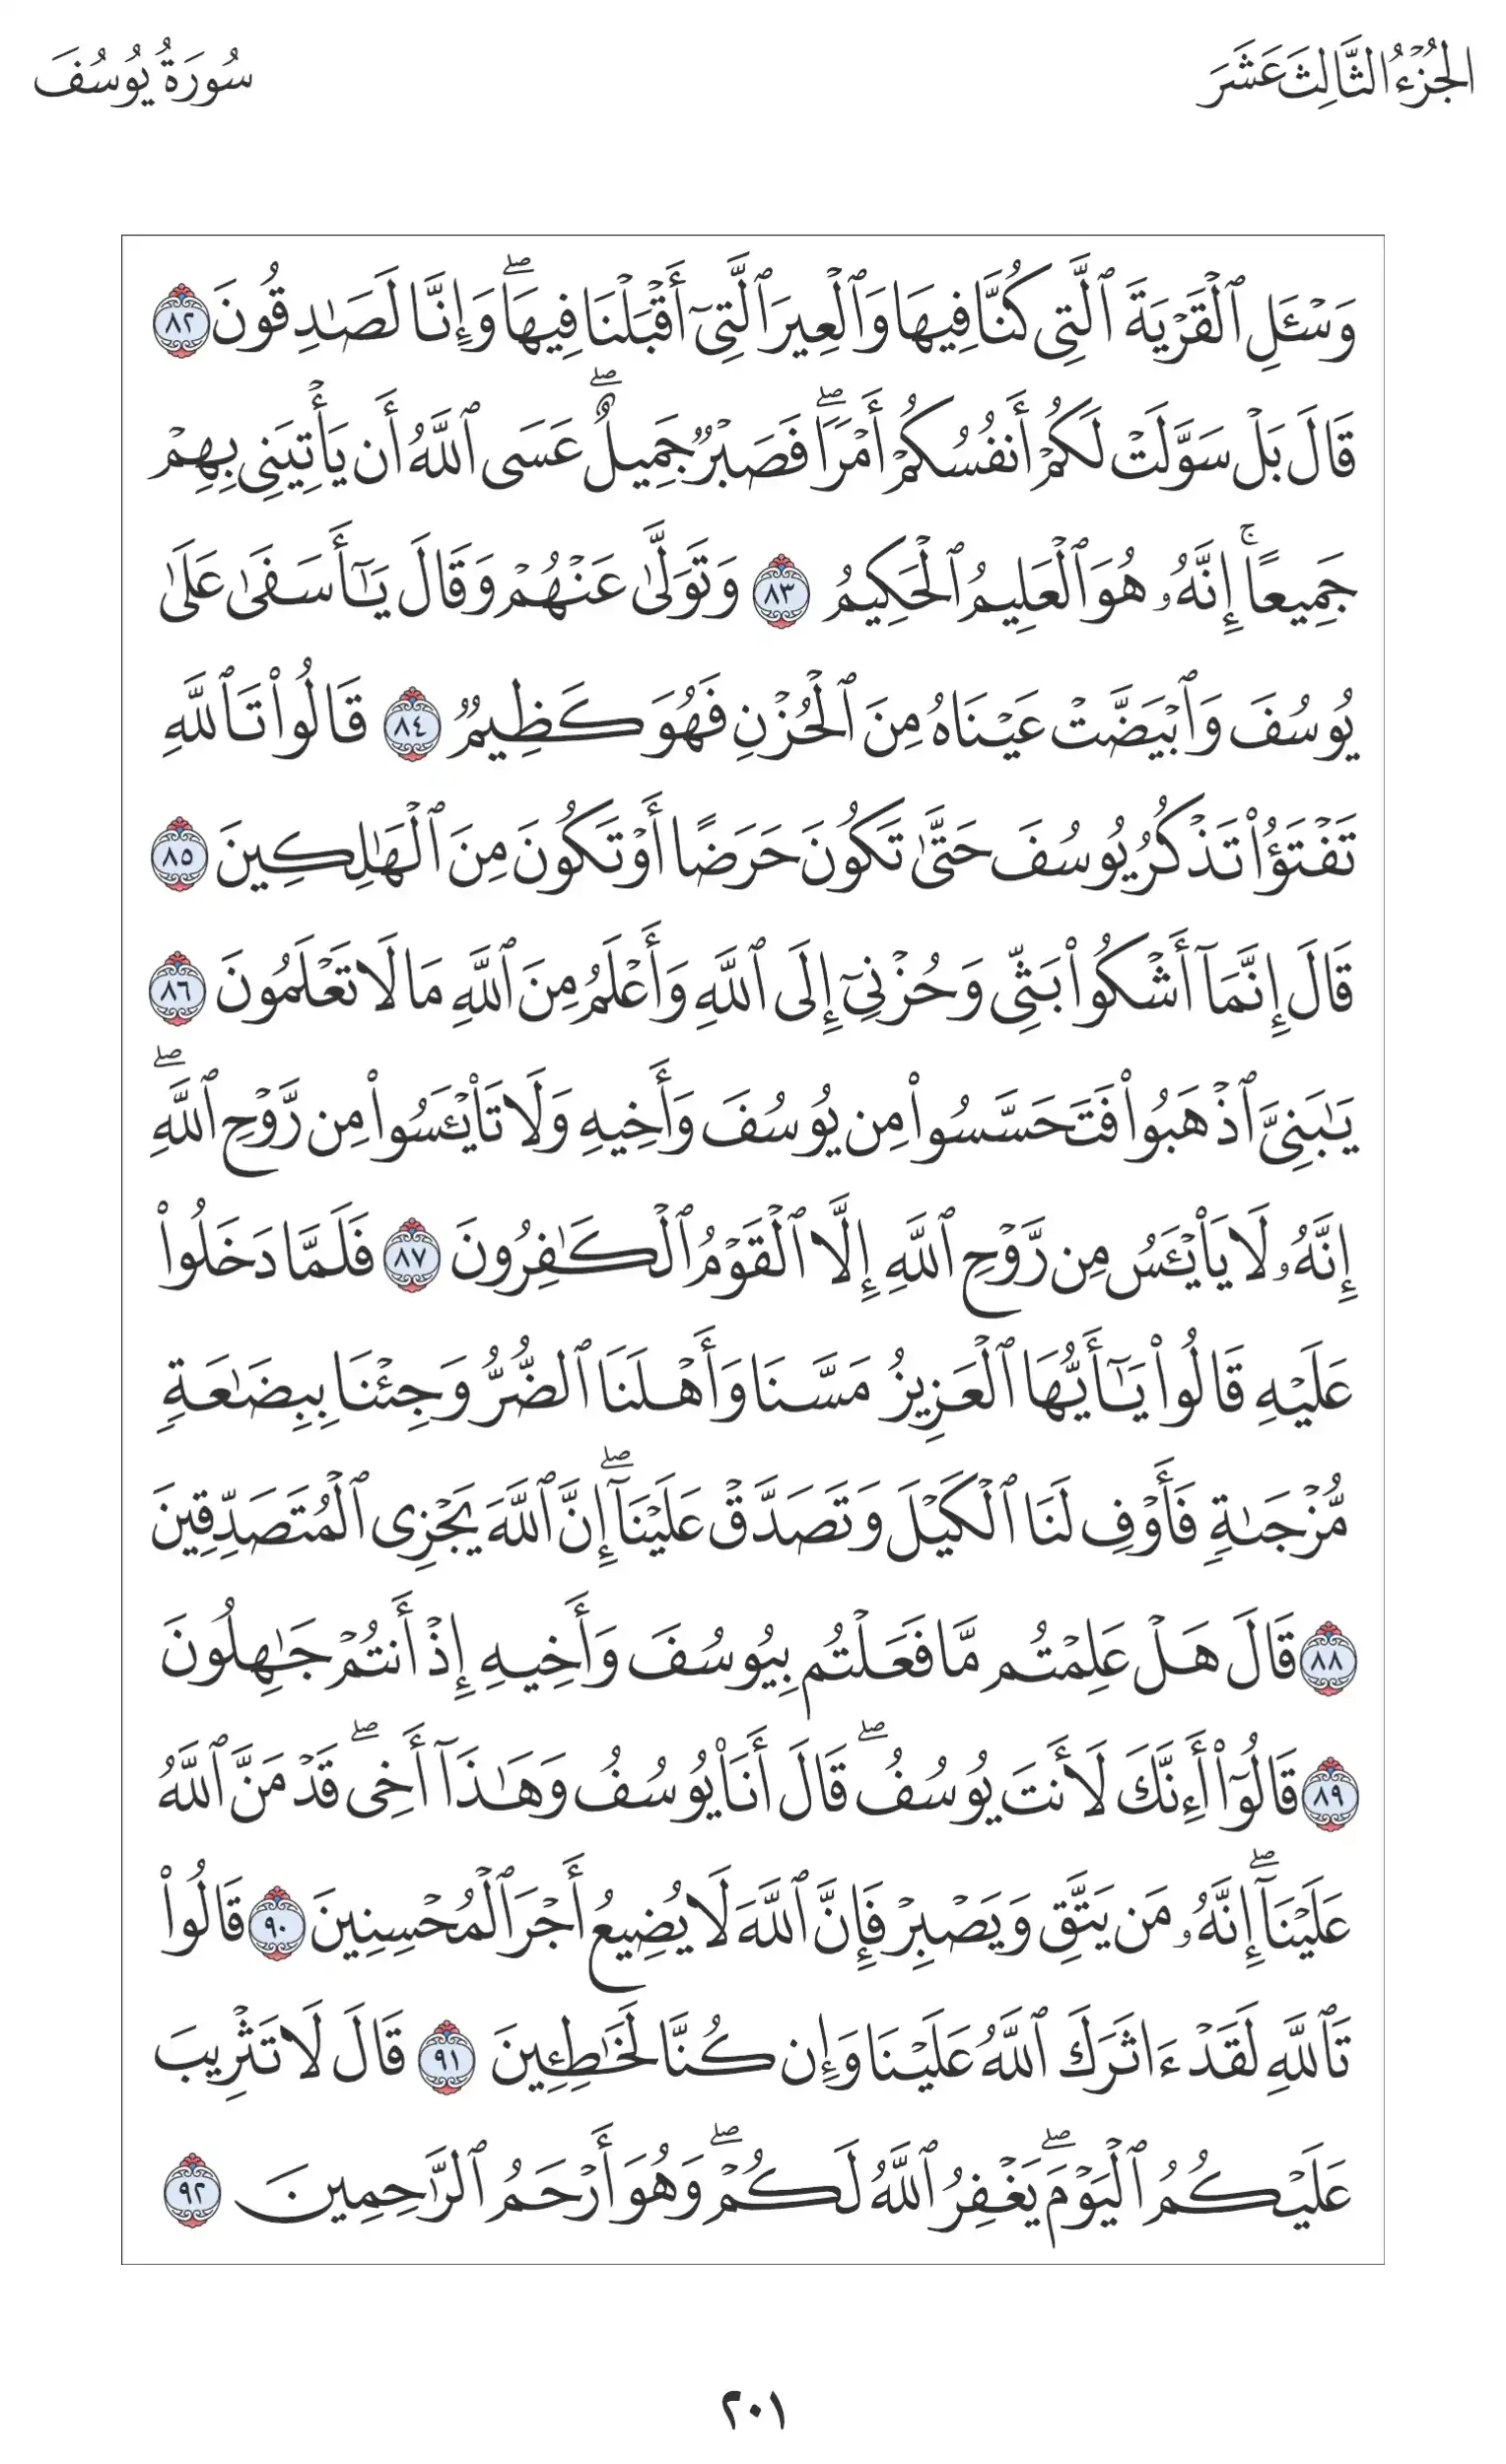 الجُزْءُ الثَّالِثَ عَشَرَ
سُورَةُ يُوسُفَ
وَسْـَٔلِ ٱلْقَرْيَةَ ٱلَّتِى كُنَّا فِيهَا وَٱلْعِيرَ ٱلَّتِىٓ أَقْبَلْنَا فِيهَا ۖ وَإِنَّا لَصَـٰدِقُونَ ٨٢
قَالَ بَلْ سَوَّلَتْ لَكُمْ أَنفُسُكُمْ أَمْرًا ۖ فَصَبْرٌ جَمِيلٌ ۖ عَسَى ٱللَّهُ أَن يَأْتِيَنِى بِهِمْ
جَمِيعًا ۚ إِنَّهُۥ هُوَ ٱلْعَلِيمُ ٱلْحَكِيمُ ٨٣ وَتَوَلَّىٰ عَنْهُمْ وَقَالَ يَـٰٓأَسَفَىٰ عَلَىٰ
يُوسُفَ وَٱبْيَضَّتْ عَيْنَاهُ مِنَ ٱلْحُزْنِ فَهُوَ كَظِيمٌ ٨٤ قَالُوا۟ تَٱللَّهِ
تَفْتَؤُا۟ تَذْكُرُ يُوسُفَ حَتَّىٰ تَكُونَ حَرَضًا أَوْ تَكُونَ مِنَ ٱلْهَـٰلِكِينَ ٨٥
قَالَ إِنَّمَآ أَشْكُوا۟ بَثِّى وَحُزْنِىٓ إِلَى ٱللَّهِ وَأَعْلَمُ مِنَ ٱللَّهِ مَا لَا تَعْلَمُونَ ٨٦
يَـٰبَنِىَّ ٱذْهَبُوا۟ فَتَحَسَّسُوا۟ مِن يُوسُفَ وَأَخِيهِ وَلَا تَا۟يْـَٔسُوا۟ مِن رَّوْحِ ٱللَّهِ ۖ
إِنَّهُۥ لَا يَا۟يْـَٔسُ مِن رَّوْحِ ٱللَّهِ إِلَّا ٱلْقَوْمُ ٱلْكَـٰفِرُونَ ٨٧ فَلَمَّا دَخَلُوا۟
عَلَيْهِ قَالُوا۟ يَـٰٓأَيُّهَا ٱلْعَزِيزُ مَسَّنَا وَأَهْلَنَا ٱلضُّرُّ وَجِئْنَا بِبِضَـٰعَةٍ
مُّزْجَىٰةٍ فَأَوْفِ لَنَا ٱلْكَيْلَ وَتَصَدَّقْ عَلَيْنَآ ۖ إِنَّ ٱللَّهَ يَجْزِى ٱلْمُتَصَدِّقِينَ
٨٨ قَالَ هَلْ عَلِمْتُم مَّا فَعَلْتُم بِيُوسُفَ وَأَخِيهِ إِذْ أَنتُمْ جَـٰهِلُونَ
٨٩ قَالُوٓا۟ أَءِنَّكَ لَأَنتَ يُوسُفُ ۖ قَالَ أَنَا۠ يُوسُفُ وَهَـٰذَآ أَخِى ۖ قَدْ مَنَّ ٱللَّهُ
عَلَيْنَآ ۖ إِنَّهُۥ مَن يَتَّقِ وَيَصْبِرْ فَإِنَّ ٱللَّهَ لَا يُضِيعُ أَجْرَ ٱلْمُحْسِنِينَ ٩٠ قَالُوا۟
تَٱللَّهِ لَقَدْ ءَاثَرَكَ ٱللَّهُ عَلَيْنَا وَإِن كُنَّا لَخَـٰطِـِٔينَ ٩١ قَالَ لَا تَثْرِيبَ
عَلَيْكُمُ ٱلْيَوْمَ ۖ يَغْفِرُ ٱللَّهُ لَكُمْ ۖ وَهُوَ أَرْحَمُ ٱلرَّٰحِمِينَ ٩٢
٢٠١